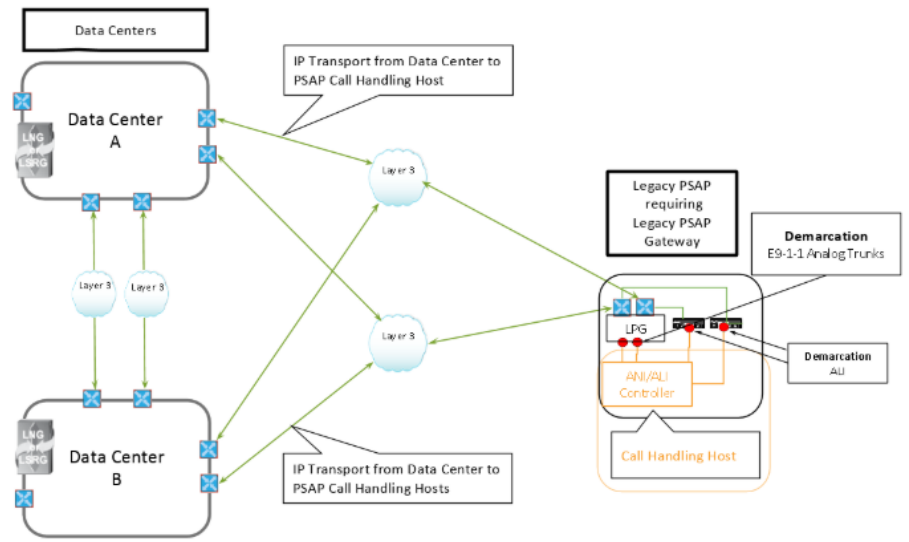 Data Centers
IP Transport from Data Center to
PSAP Call Handling Host
Data Center
A
LNG
LSRG
Layer 3
Legacy PSAP
requiring
Legacy PSAP
Gateway
Demarcation
E9-1-1 Analog Trunks
Layer 3
Layer 3
Layer 3
LPG
Demarcation
ALI
ANI/ALI
Controller
LNG
LSRG
Data Center
B
Call Handling Host
IP Transport from Data Center to
PSAP Call Handling Hosts